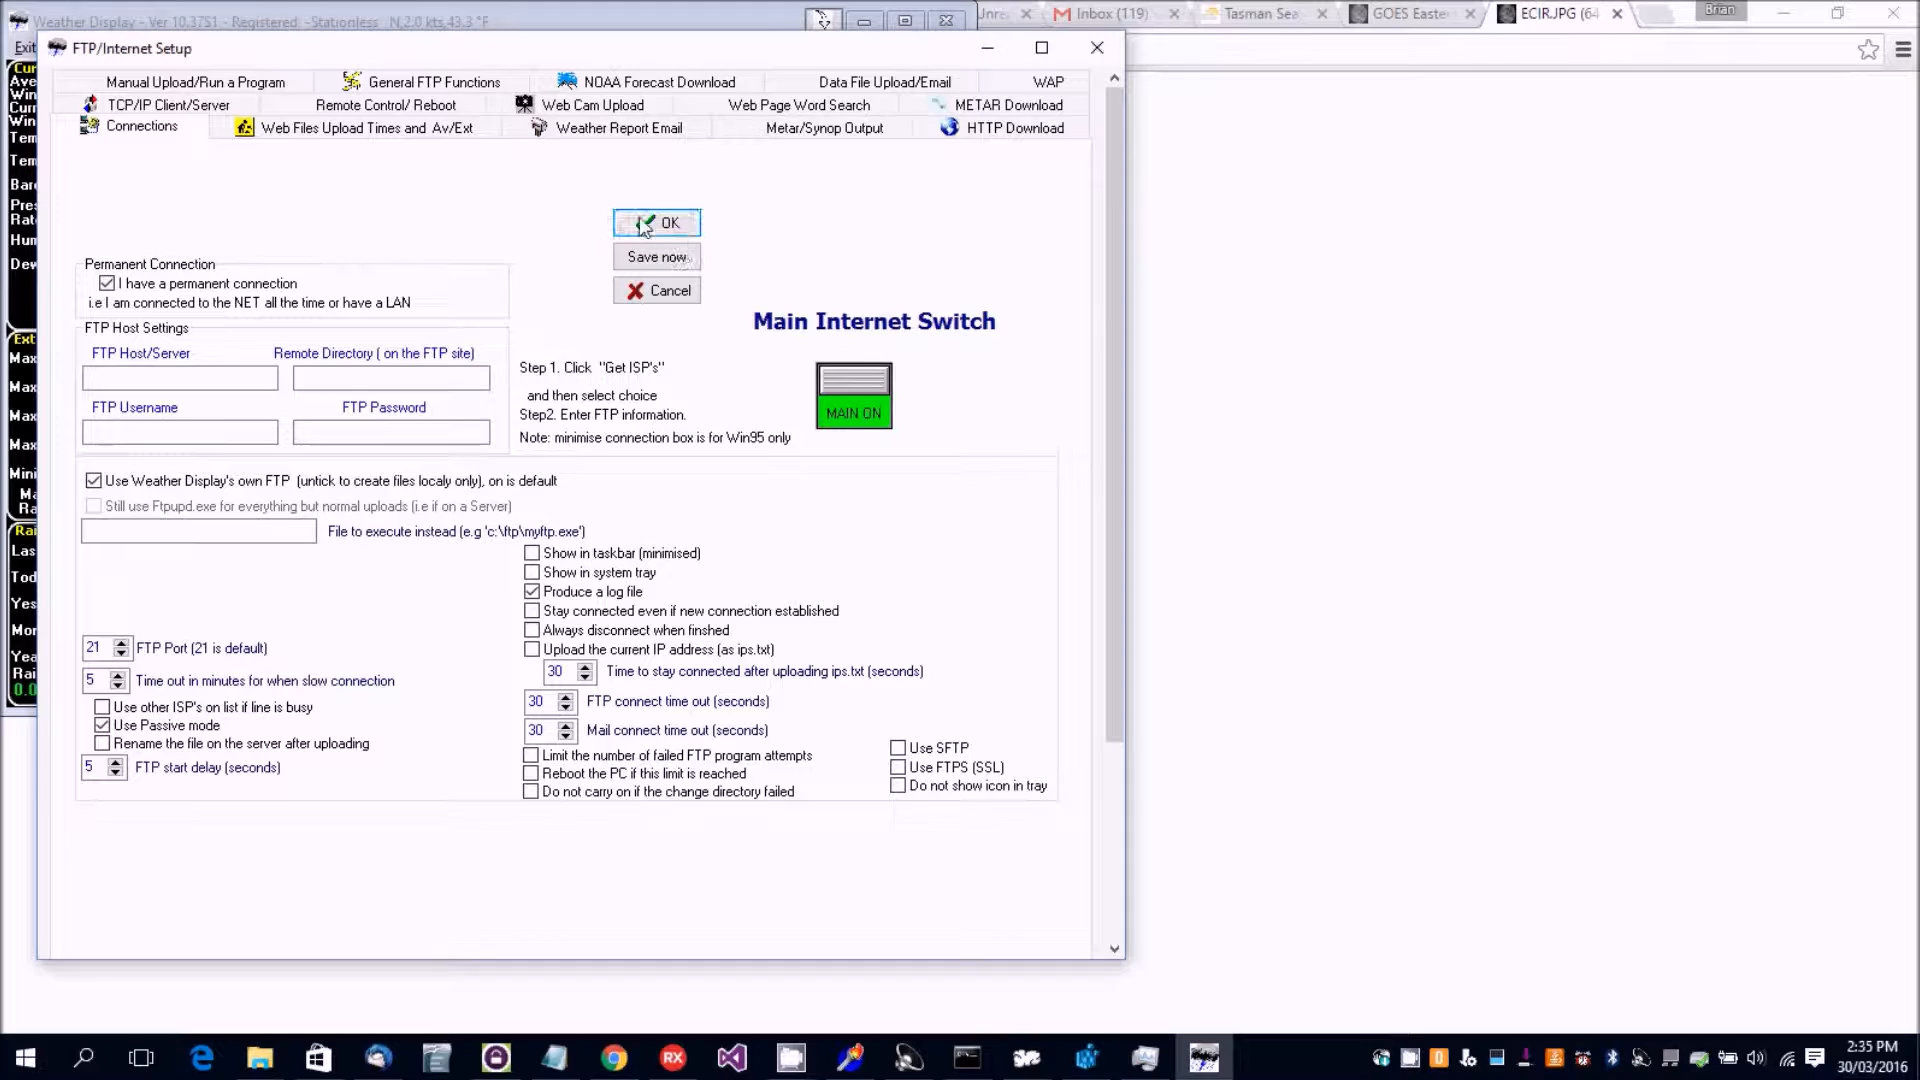 Weather Display - Ver 10.37S1 - Registered -Stationless N,2.0 kts,43.3 °F
Inbox (119)
Tasman Sea
GOES Easte
ECIR.JPG (64
Brian
Exit
FTP/Internet Setup
Manual Upload/Run a Program
General FTP Functions
NOAA Forecast Download
Data File Upload/Email
WAP
TCP/IP Client/Server
Remote Control/ Reboot
Web Cam Upload
Web Page Word Search
METAR Download
Connections
Web Files Upload Times and Av/Ext
Weather Report Email
Metar/Synop Output
HTTP Download
OK
Save now
Cancel
Permanent Connection
I have a permanent connection
i.e I am connected to the NET all the time or have a LAN
Main Internet Switch
MAIN ON
FTP Host Settings
FTP Host/Server
Remote Directory ( on the FTP site)
FTP Username
FTP Password
Step 1. Click "Get ISP's"
and then select choice
Step2. Enter FTP information.
Note: minimise connection box is for Win95 only
Use Weather Display's own FTP (untick to create files localy only), on is default
Still use Ftpupd.exe for everything but normal uploads (i.e if on a Server)
File to execute instead (e.g 'c:\ftp\myftp.exe')
Show in taskbar (minimised)
Show in system tray
Produce a log file
Stay connected even if new connection established
Always disconnect when finshed
Upload the current IP address (as ips.txt)
30 Time to stay connected after uploading ips.txt (seconds)
30 FTP connect time out (seconds)
30 Mail connect time out (seconds)
Limit the number of failed FTP program attempts
Reboot the PC if this limit is reached
Do not carry on if the change directory failed
21 FTP Port (21 is default)
5 Time out in minutes for when slow connection
Use other ISP's on list if line is busy
Use Passive mode
Rename the file on the server after uploading
5 FTP start delay (seconds)
Use SFTP
Use FTPS (SSL)
Do not show icon in tray
RX
2:35 PM
30/03/2016